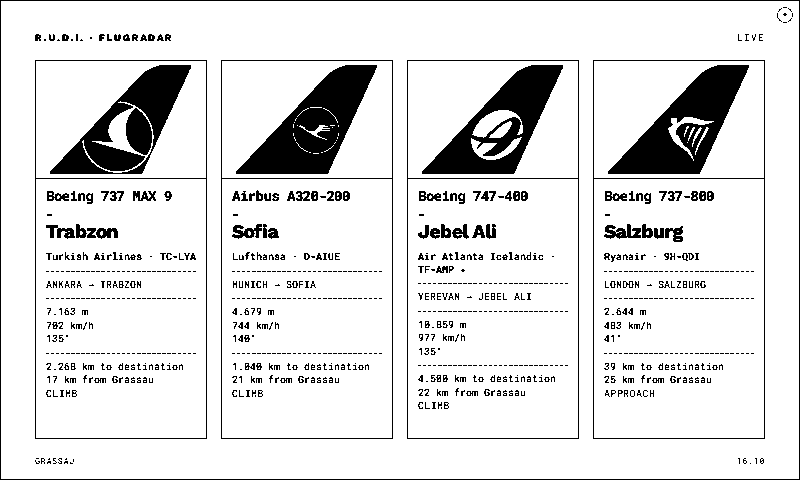 R.U.D.I. · FLUGRADAR
LIVE
Boeing 737 MAX 9
-
Trabzon
Turkish Airlines · TC-LYA
ANKARA → TRABZON
7.163 m
702 km/h
135°
2.268 km to destination
17 km from Grassau
CLIMB
Airbus A320-200
-
Sofia
Lufthansa · D-AIUE
MUNICH → SOFIA
4.679 m
744 km/h
140°
1.040 km to destination
21 km from Grassau
CLIMB
Boeing 747-400
-
Jebel Ali
Air Atlanta Icelandic ·
TF-AMP ✦
YEREVAN → JEBEL ALI
10.859 m
977 km/h
135°
4.500 km to destination
22 km from Grassau
CLIMB
Boeing 737-800
-
Salzburg
Ryanair · 9H-QDI
LONDON → SALZBURG
2.644 m
483 km/h
41°
39 km to destination
25 km from Grassau
APPROACH
GRASSAU
16.10